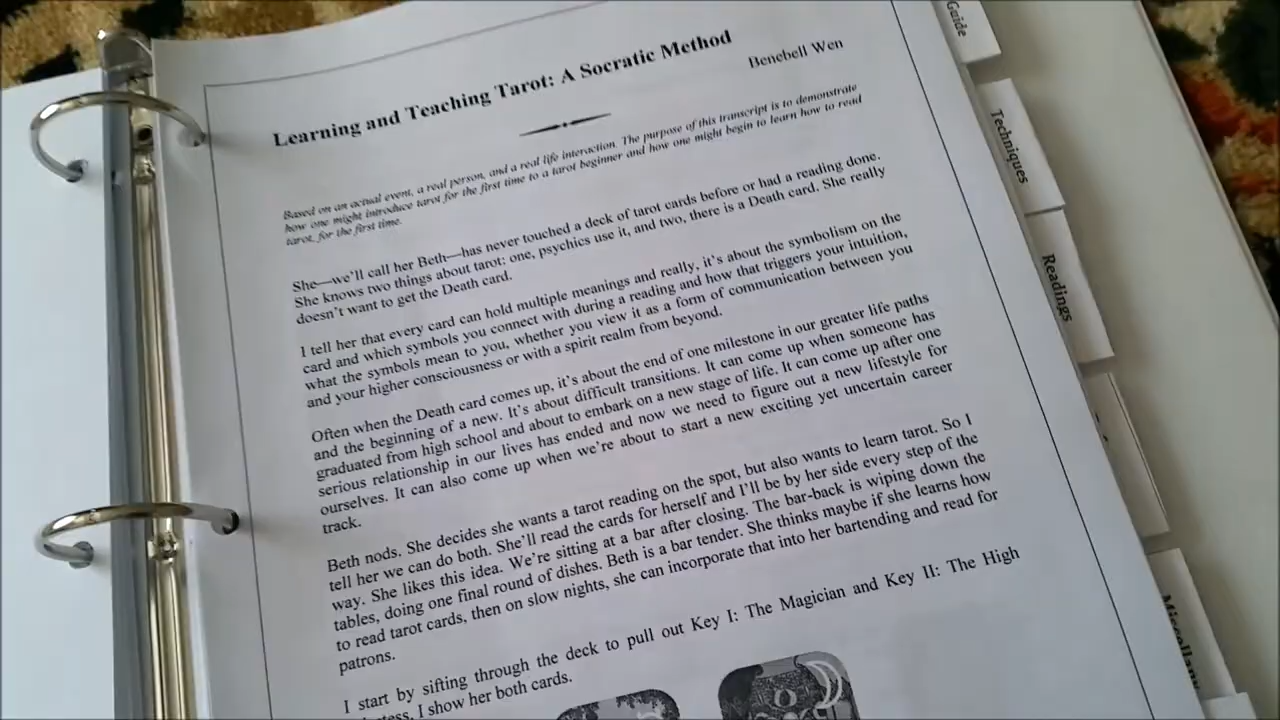 Learning and Teaching Tarot: A Socratic Method
Benebell Wen
Based on an actual event, a real person, and a real life interaction. The purpose of this transcript is to demonstrate
how one might introduce tarot for the first time to a tarot beginner and how one might begin to learn how to read
tarot, for the first time.
She—we'll call her Beth—has never touched a deck of tarot cards before or had a reading done.
She knows two things about tarot: one, psychics use it, and two, there is a Death card. She really
doesn't want to get the Death card.
I tell her that every card can hold multiple meanings and really, it's about the symbolism on the
card and which symbols you connect with during a reading and how that triggers your intuition,
what the symbols mean to you, whether you view it as a form of communication between you
and your higher consciousness or with a spirit realm from beyond.
Often when the Death card comes up, it's about the end of one milestone in our greater life paths
and the beginning of a new. It's about difficult transitions. It can come up when someone has
graduated from high school and about to embark on a new stage of life. It can come up after one
serious relationship in our lives has ended and now we need to figure out a new lifestyle for
ourselves. It can also come up when we're about to start a new exciting yet uncertain career
track.
Beth nods. She decides she wants a tarot reading on the spot, but also wants to learn tarot. So I
tell her we can do both. She'll read the cards for herself and I'll be by her side every step of the
way. She likes this idea. We're sitting at a bar after closing. The bar-back is wiping down the
tables, doing one final round of dishes. Beth is a bar tender. She thinks maybe if she learns how
to read tarot cards, then on slow nights, she can incorporate that into her bartending and read for
patrons.
I start by sifting through the deck to pull out Key I: The Magician and Key II: The High
I show her both cards.
Guide
Techniques
Readings